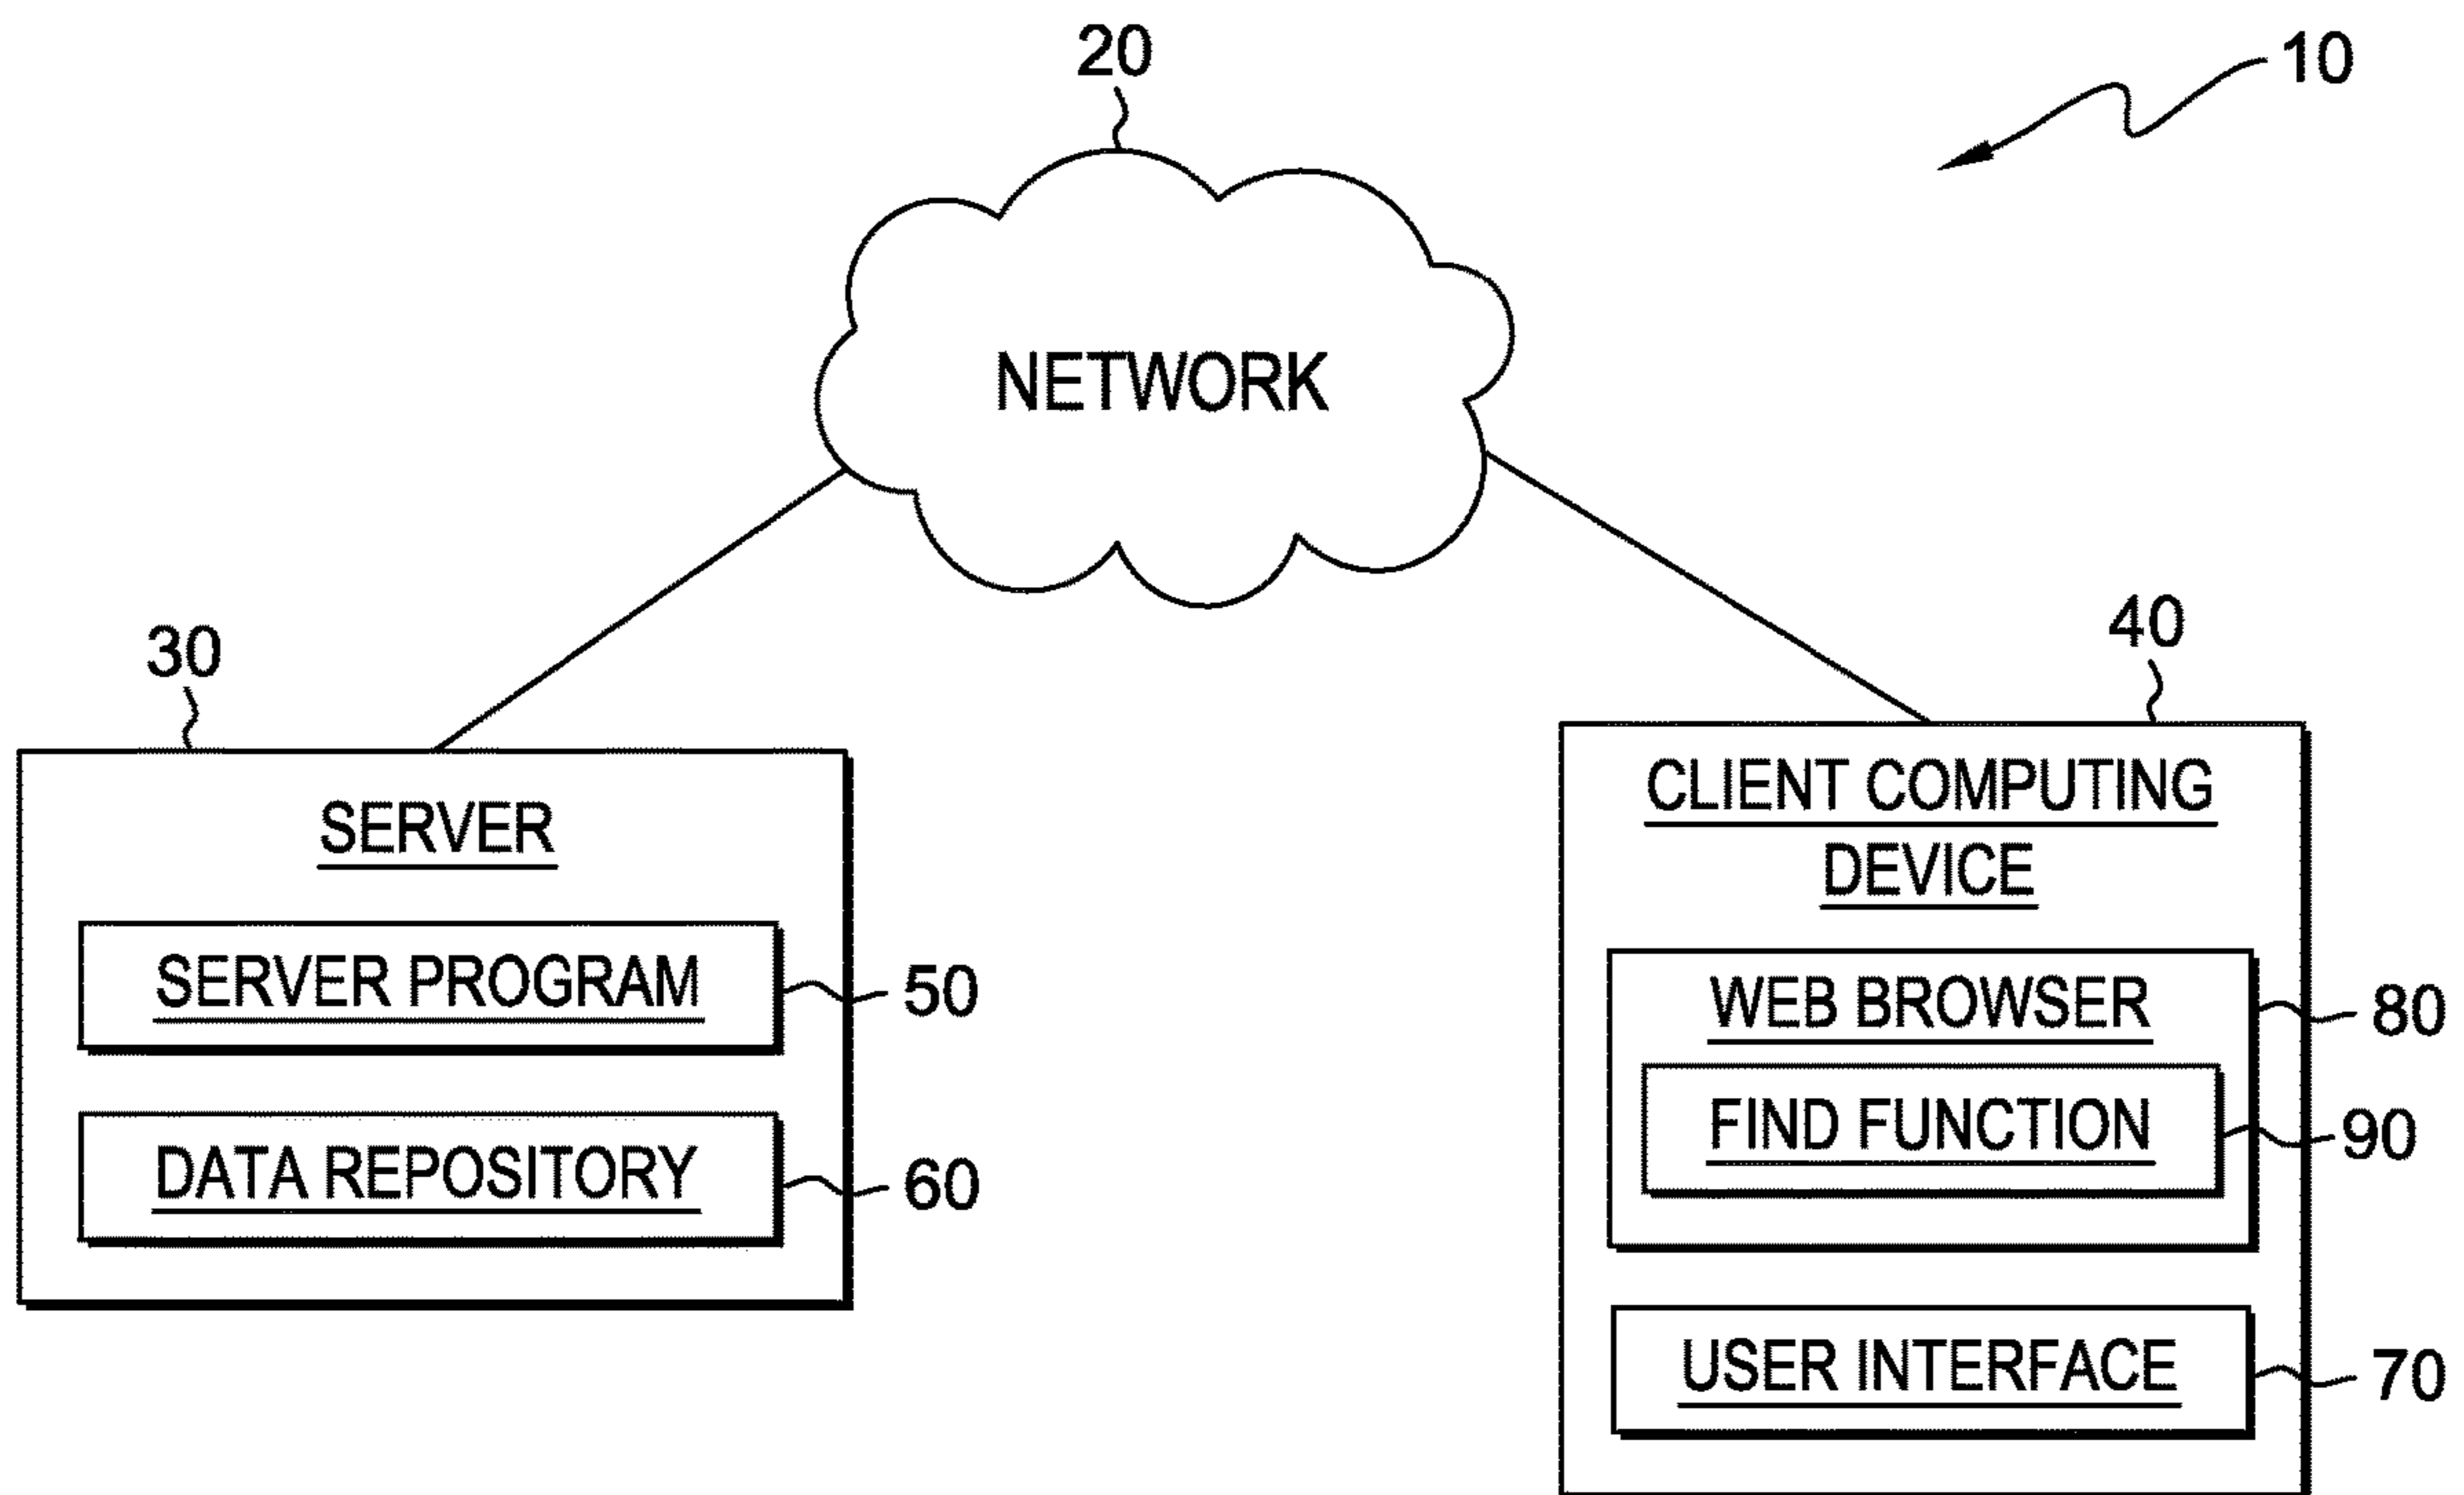 20
10
NETWORK
30
SERVER
SERVER PROGRAM
50
DATA REPOSITORY
60
40
CLIENT COMPUTING
DEVICE
WEB BROWSER
80
FIND FUNCTION
90
USER INTERFACE
70